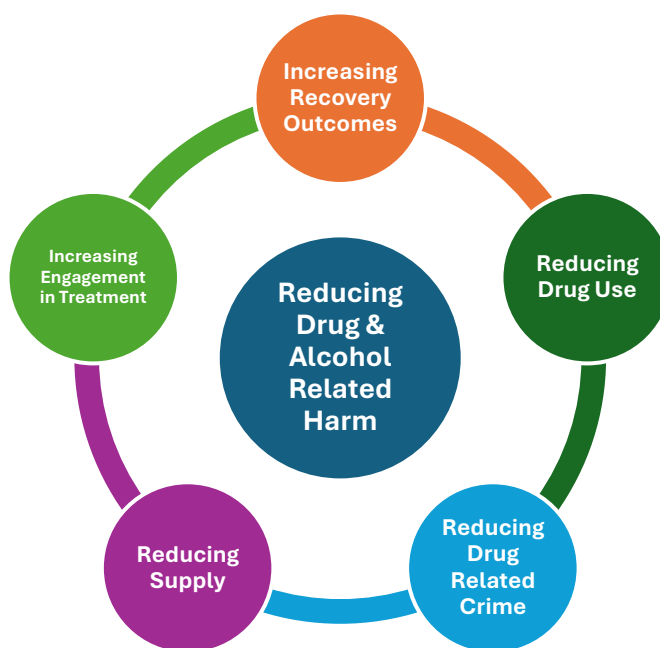 Increasing
Recovery
Outcomes
Reducing
Drug Use
Reducing
Drug
Related
Crime
Reducing
Supply
Increasing
Engagement
in Treatment
Reducing
Drug &
Alcohol
Related
Harm